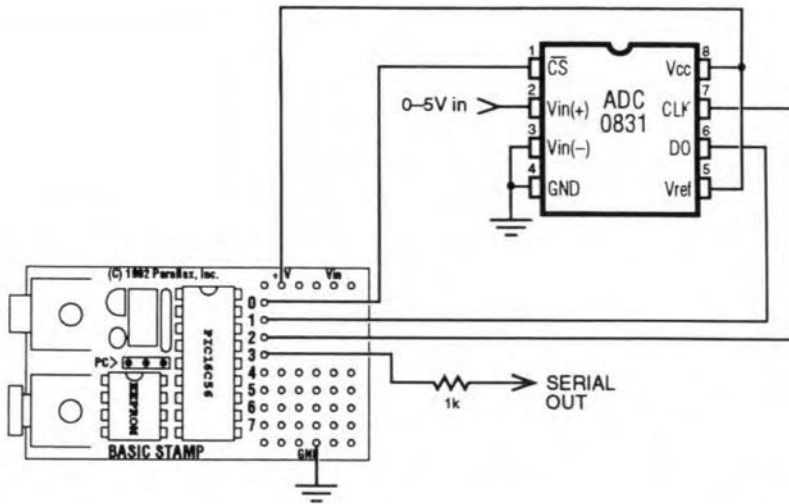 1 8
CS Vcc
2 7
0–5V in Vin(+) ADC 0831 CLK
3 6
Vin(–) DO
4 5
GND Vref
(C) 1992 Parallax, Inc.
+ V Vin
0
1
2
3
4
5
6
7
PIC16C56
PC>
EEPROM
BASIC STAMP
GND
1k
SERIAL
OUT